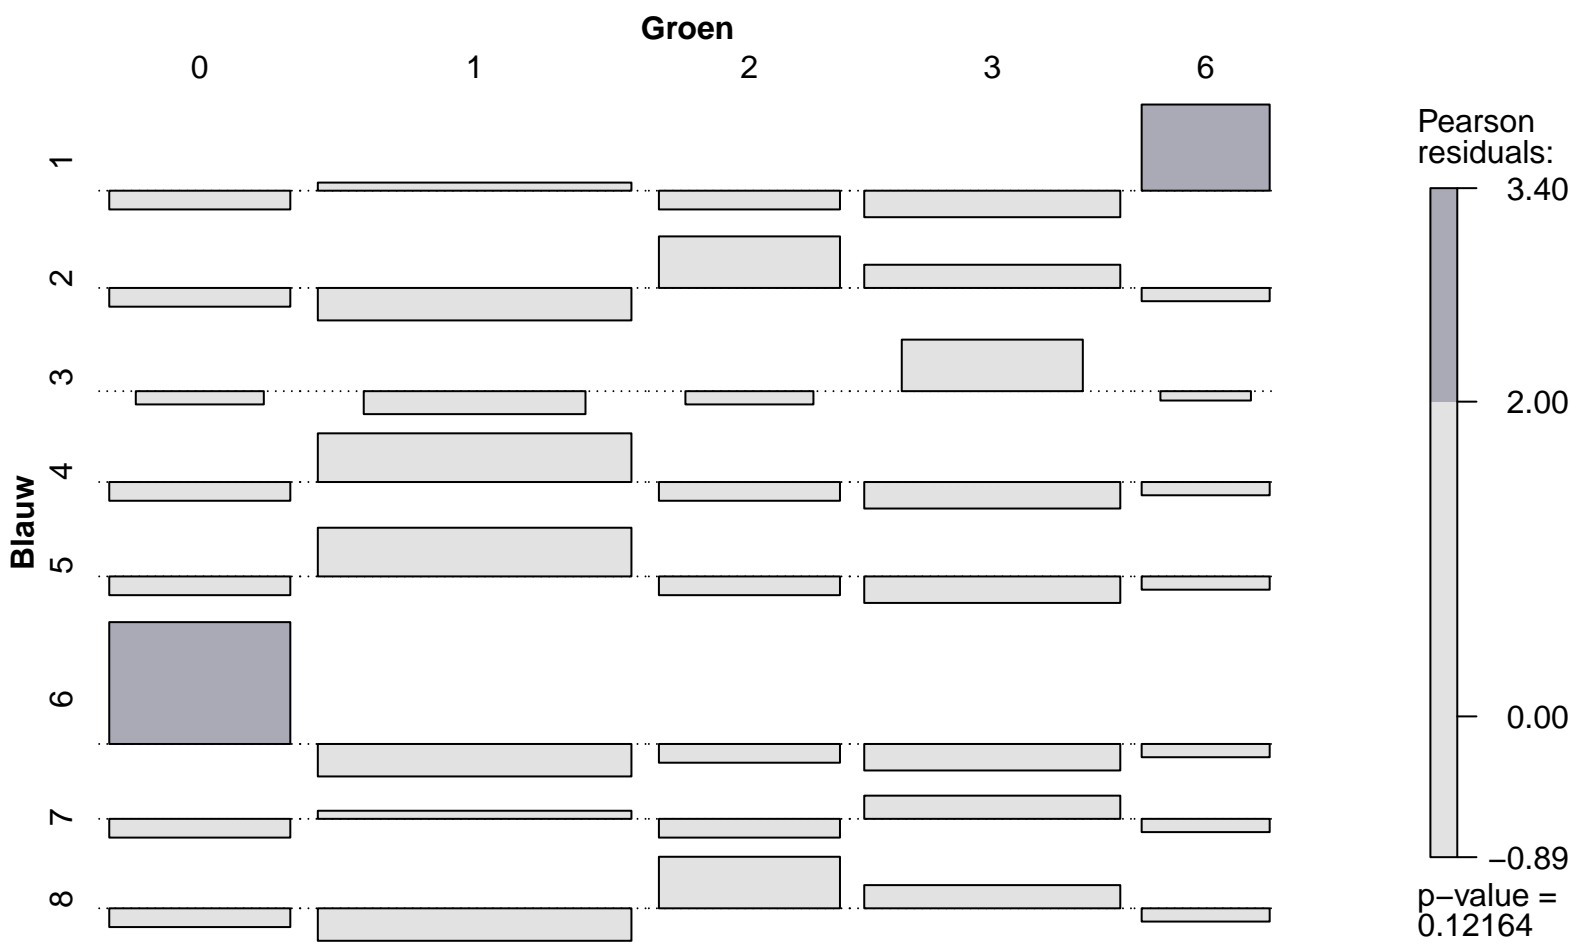 Groen
0 1 2 3 6
Blauw
1
2
3
4
5
6
7
8
Pearson
residuals:
3.40
2.00
0.00
−0.89
p−value =
0.12164